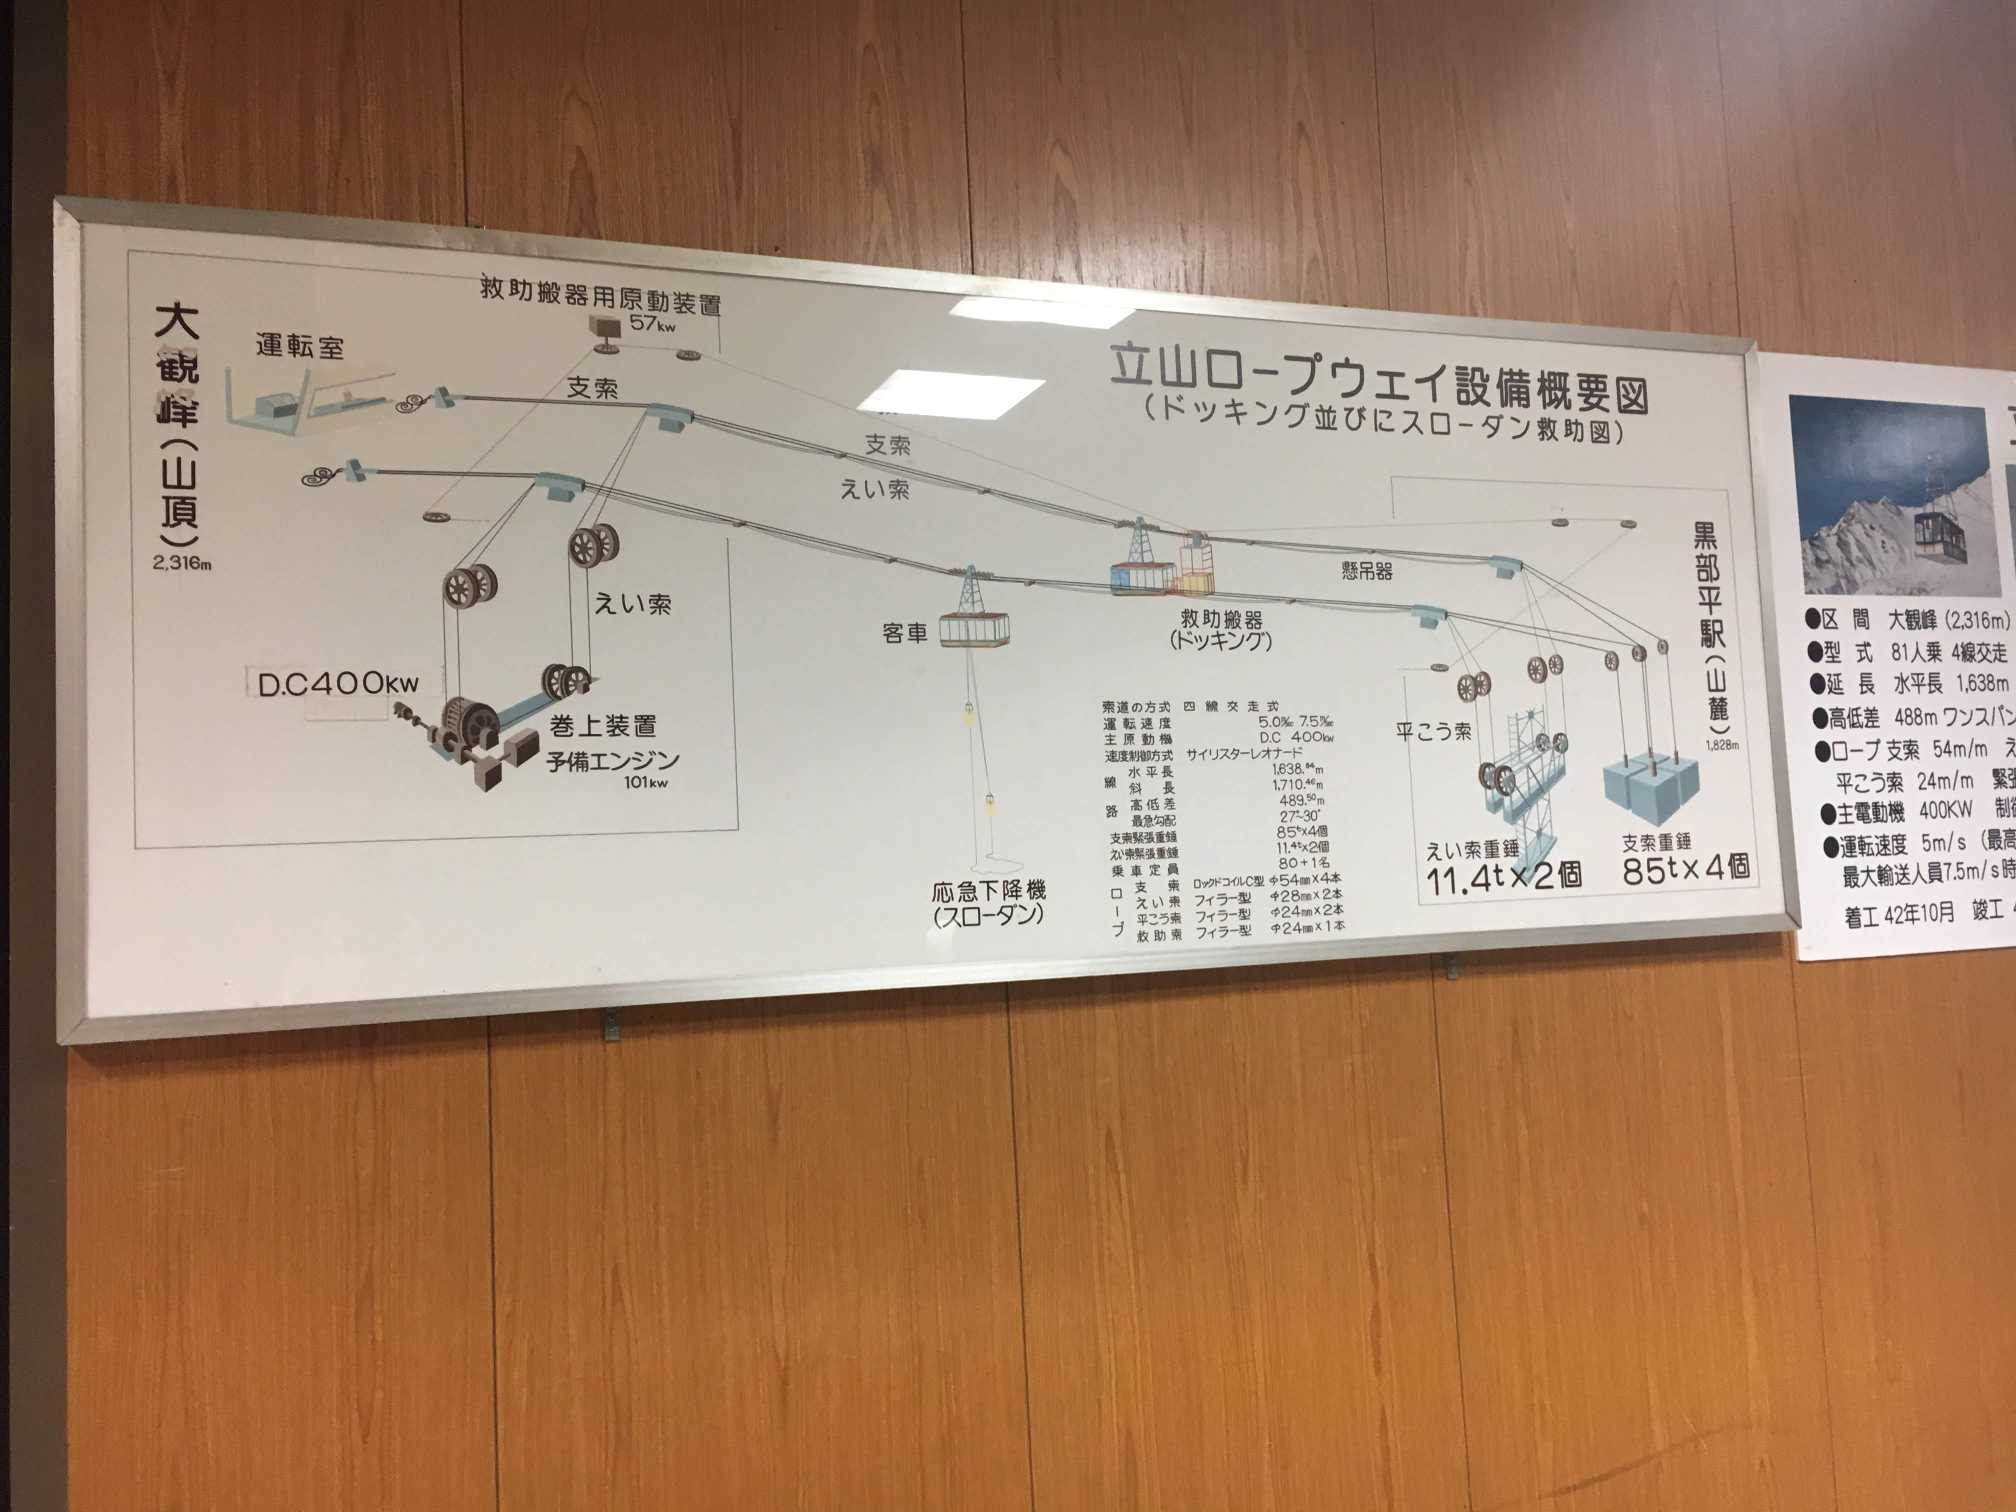 大観峰(山頂)
2,316m
運転室
救助搬器用原動装置
57kw
支索
支索
えい索
えい索
D.C400kw
巻上装置
予備エンジン
101kw
立山ロープウェイ設備概要図
(ドッキング並びにスローダン救助図)
客車
救助搬器
(ドッキング)
懸吊器
応急下降機
(スローダン)
黒部平駅(山麓)
1,828m
平こう索
えい索重錘
11.4t×2個
支索重錘
85t×4個
索道の方式 四線交走式
運転速度 5.0‰ 7.5‰
主原動機 D.C 400kw
速度制御方式 サイリスターレオナード
線路 水平長 1,638.⁸⁴m
斜長 1,710.⁴⁶m
高低差 489.⁵⁰m
最急勾配 27°-30′
支索緊張重錘 85t×4個
えい索緊張重錘 11.4t×2個
乗車定員 80+1名
ロープ 支索 ロックドコイルC型 φ54mm×4本
えい索 フィラー型 φ28mm×2本
平こう索 フィラー型 φ24mm×2本
救助索 フィラー型 φ24mm×1本
●区間 大観峰(2,316m)
●型式 81人乗 4線交走
●延長 水平長 1,638m
●高低差 488m ワンスパン
●ロープ 支索 54m/m え
平こう索 24m/m 緊張
●主電動機 400KW 制御
●運転速度 5m/s (最高
最大輸送人員7.5m/s時
着工 42年10月 竣工